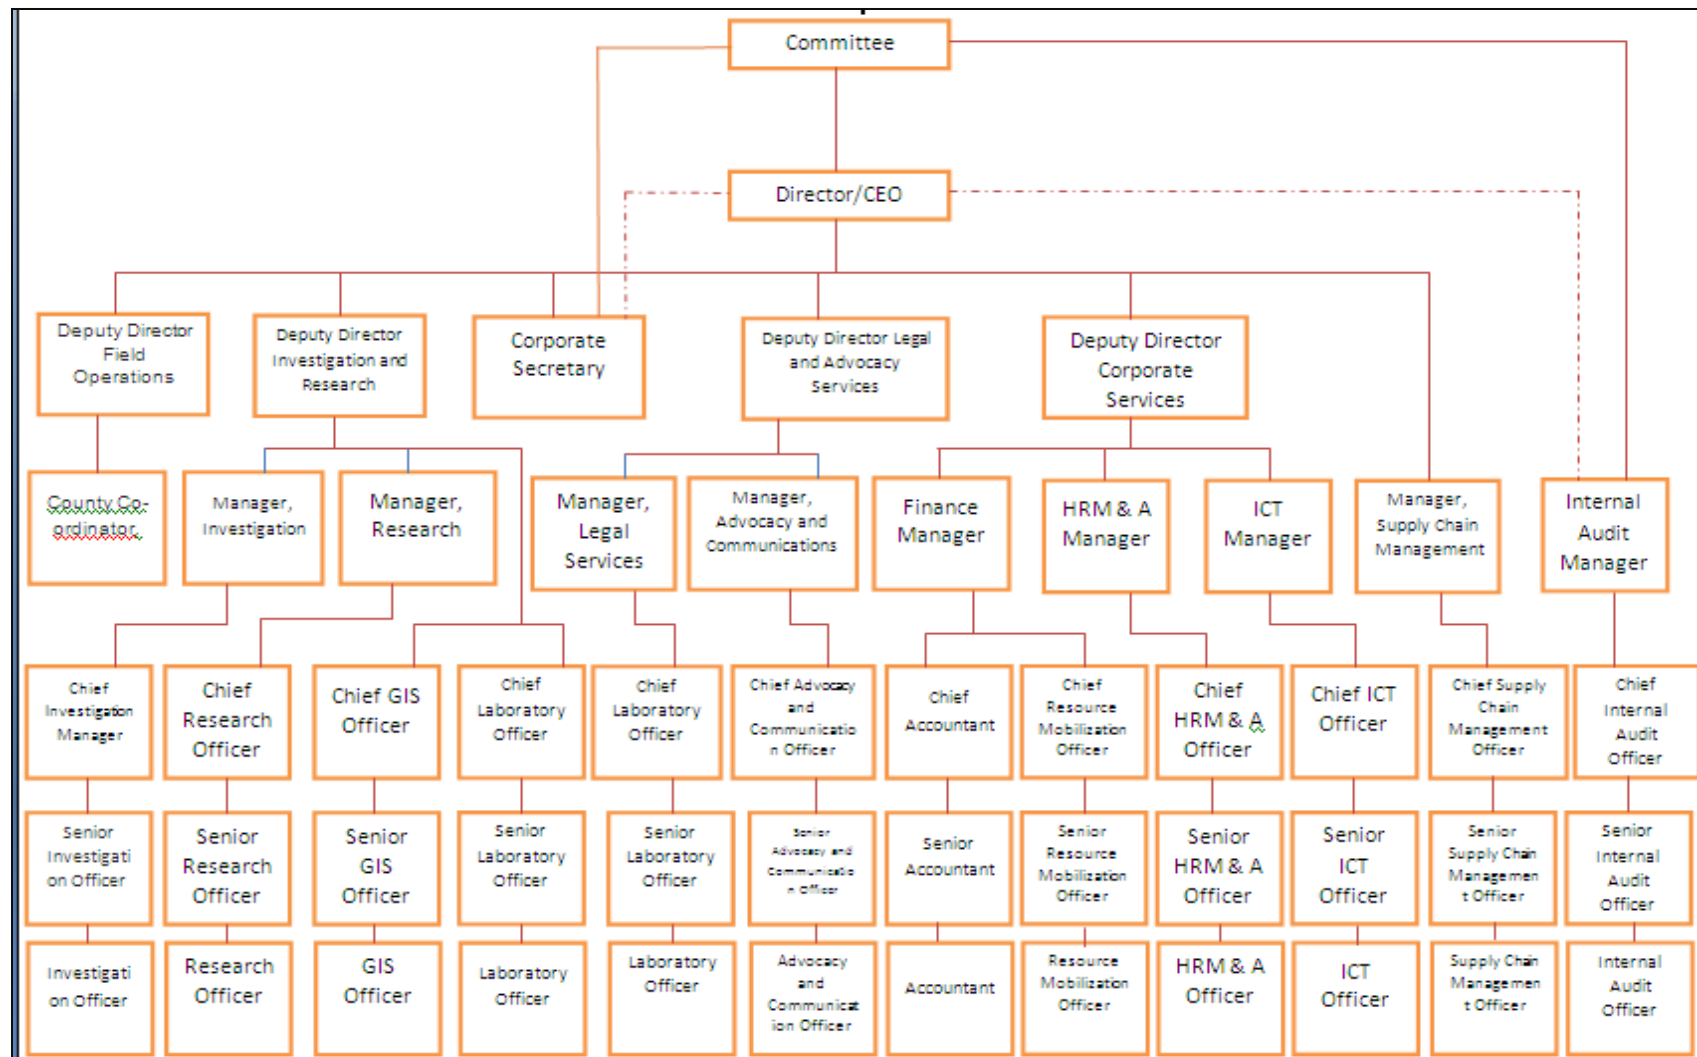 Committee
Director/CEO
Deputy Director
Field
Operations
Deputy Director
Investigation and
Research
Corporate
Secretary
Deputy Director Legal
and Advocacy
Services
Deputy Director
Corporate
Services
County Co-
ordinator,
Manager,
Investigation
Manager,
Research
Manager,
Legal
Services
Manager,
Advocacy and
Communications
Finance
Manager
HRM & A
Manager
ICT
Manager
Manager,
Supply Chain
Management
Internal
Audit
Manager
Chief
Investigation
Manager
Chief
Research
Officer
Chief GIS
Officer
Chief
Laboratory
Officer
Chief
Laboratory
Officer
Chief Advocacy
and
Communicatio
n Officer
Chief
Accountant
Chief
Resource
Mobilization
Officer
Chief
HRM & A
Officer
Chief ICT
Officer
Chief Supply
Chain
Management
Officer
Chief
Internal
Audit
Officer
Senior
Investigati
on Officer
Senior
Research
Officer
Senior
GIS
Officer
Senior
Laboratory
Officer
Senior
Laboratory
Officer
Senior
Advocacy and
Communicatio
n Officer
Senior
Accountant
Senior
Resource
Mobilization
Officer
Senior
HRM & A
Officer
Senior
ICT
Officer
Senior
Supply Chain
Managemen
t Officer
Senior
Internal
Audit
Officer
Investigati
on Officer
Research
Officer
GIS
Officer
Laboratory
Officer
Laboratory
Officer
Advocacy
and
Communicat
ion Officer
Accountant
Resource
Mobilization
Officer
HRM & A
Officer
ICT
Officer
Supply Chain
Managemen
t Officer
Internal
Audit
Officer